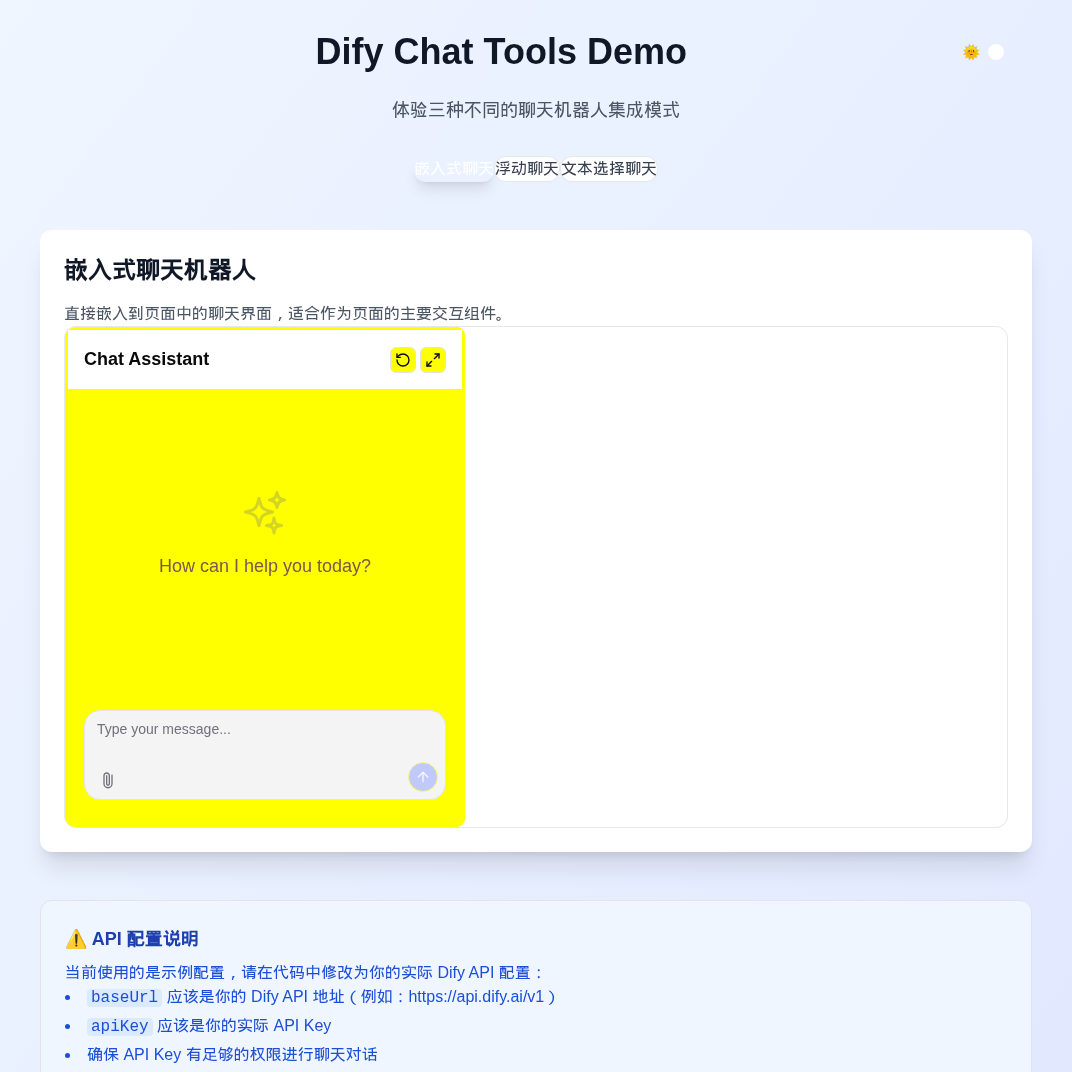 Dify Chat Tools Demo
体验三种不同的聊天机器人集成模式
嵌入式聊天 浮动聊天 文本选择聊天
嵌入式聊天机器人
直接嵌入到页面中的聊天界面，适合作为页面的主要交互组件。
Chat Assistant
How can I help you today?
Type your message...
⚠️ API 配置说明
当前使用的是示例配置，请在代码中修改为你的实际 Dify API 配置：
• baseUrl 应该是你的 Dify API 地址（例如：https://api.dify.ai/v1）
• apiKey 应该是你的实际 API Key
• 确保 API Key 有足够的权限进行聊天对话